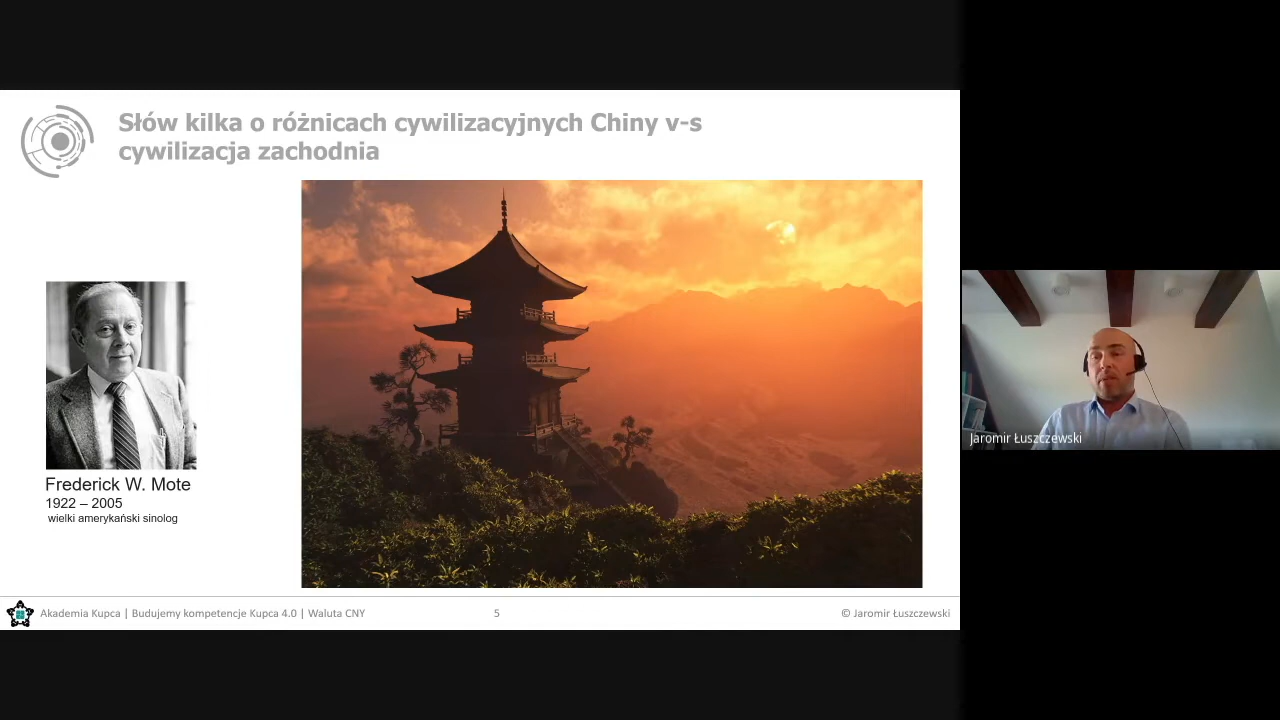 Słów kilka o różnicach cywilizacyjnych Chiny v-s
cywilizacja zachodnia
Frederick W. Mote
1922 – 2005
wielki amerykański sinolog
Akademia Kupca | Budujemy kompetencje Kupca 4.0 | Waluta CNY
5
© Jaromir Łuszczewski
Jaromir Łuszczewski